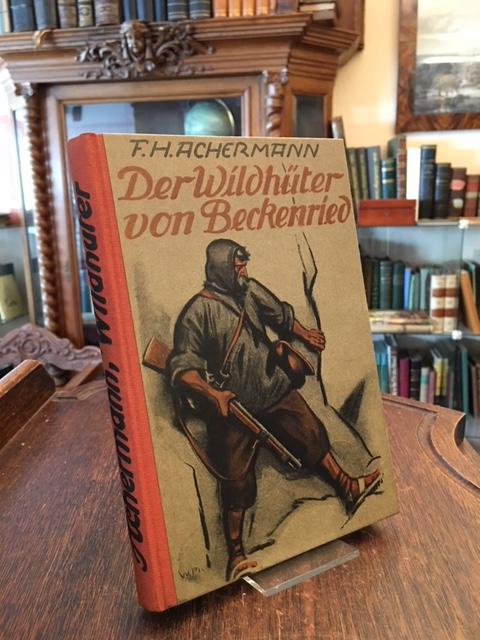 F.H.ACHERMANN
Der Wildhüter
von Beckenried
Achermann, Wildhüter